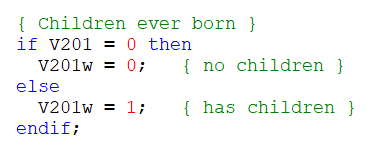 { Children ever born }
if V201 = 0 then
  V201w = 0;   { no children }
else
  V201w = 1;   { has children }
endif;